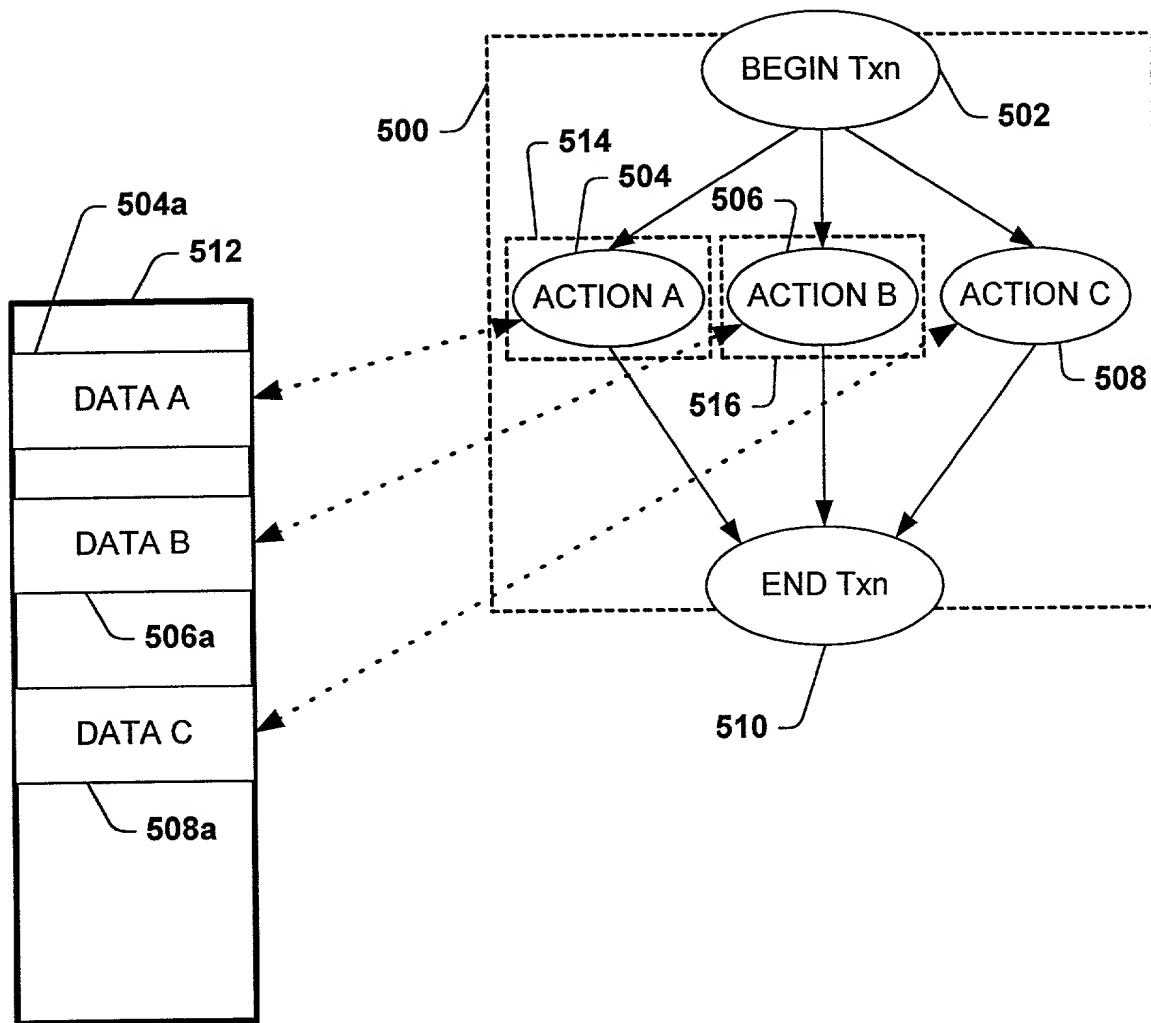 BEGIN Txn
500
502
514
504
506
504a
512
ACTION A
ACTION B
ACTION C
DATA A
516
508
DATA B
END Txn
506a
510
DATA C
508a